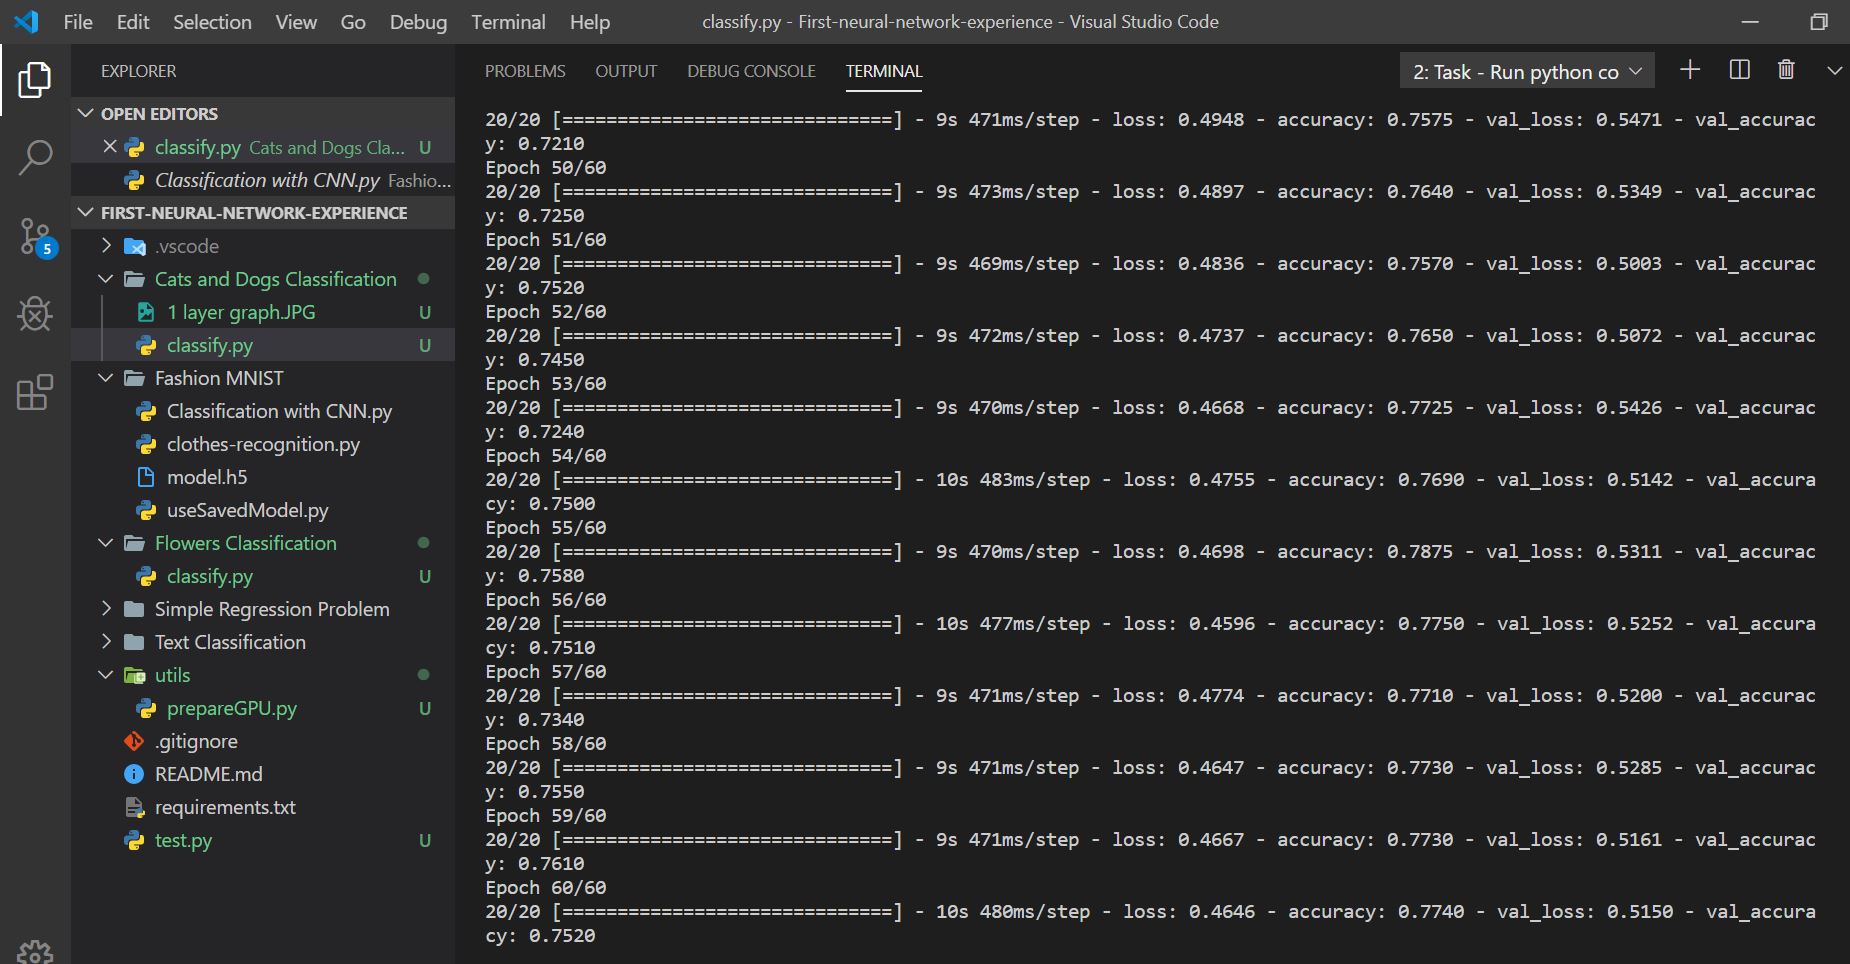 File Edit Selection View Go Debug Terminal Help classify.py - First-neural-network-experience - Visual Studio Code
EXPLORER
OPEN EDITORS
classify.py Cats and Dogs Cla... U
Classification with CNN.py Fashio...
FIRST-NEURAL-NETWORK-EXPERIENCE
.vscode
Cats and Dogs Classification
1 layer graph.JPG U
classify.py U
Fashion MNIST
Classification with CNN.py
clothes-recognition.py
model.h5
useSavedModel.py
Flowers Classification
classify.py U
Simple Regression Problem
Text Classification
utils
prepareGPU.py U
.gitignore
README.md
requirements.txt
test.py U
5
PROBLEMS OUTPUT DEBUG CONSOLE TERMINAL 2: Task - Run python co
20/20 [==============================] - 9s 471ms/step - loss: 0.4948 - accuracy: 0.7575 - val_loss: 0.5471 - val_accurac
y: 0.7210
Epoch 50/60
20/20 [==============================] - 9s 473ms/step - loss: 0.4897 - accuracy: 0.7640 - val_loss: 0.5349 - val_accurac
y: 0.7250
Epoch 51/60
20/20 [==============================] - 9s 469ms/step - loss: 0.4836 - accuracy: 0.7570 - val_loss: 0.5003 - val_accurac
y: 0.7520
Epoch 52/60
20/20 [==============================] - 9s 472ms/step - loss: 0.4737 - accuracy: 0.7650 - val_loss: 0.5072 - val_accurac
y: 0.7450
Epoch 53/60
20/20 [==============================] - 9s 470ms/step - loss: 0.4668 - accuracy: 0.7725 - val_loss: 0.5426 - val_accurac
y: 0.7240
Epoch 54/60
20/20 [==============================] - 10s 483ms/step - loss: 0.4755 - accuracy: 0.7690 - val_loss: 0.5142 - val_accura
cy: 0.7500
Epoch 55/60
20/20 [==============================] - 9s 470ms/step - loss: 0.4698 - accuracy: 0.7875 - val_loss: 0.5311 - val_accurac
y: 0.7580
Epoch 56/60
20/20 [==============================] - 10s 477ms/step - loss: 0.4596 - accuracy: 0.7750 - val_loss: 0.5252 - val_accura
cy: 0.7510
Epoch 57/60
20/20 [==============================] - 9s 471ms/step - loss: 0.4774 - accuracy: 0.7710 - val_loss: 0.5200 - val_accurac
y: 0.7340
Epoch 58/60
20/20 [==============================] - 9s 471ms/step - loss: 0.4647 - accuracy: 0.7730 - val_loss: 0.5285 - val_accurac
y: 0.7550
Epoch 59/60
20/20 [==============================] - 9s 471ms/step - loss: 0.4667 - accuracy: 0.7730 - val_loss: 0.5161 - val_accurac
y: 0.7610
Epoch 60/60
20/20 [==============================] - 10s 480ms/step - loss: 0.4646 - accuracy: 0.7740 - val_loss: 0.5150 - val_accura
cy: 0.7520